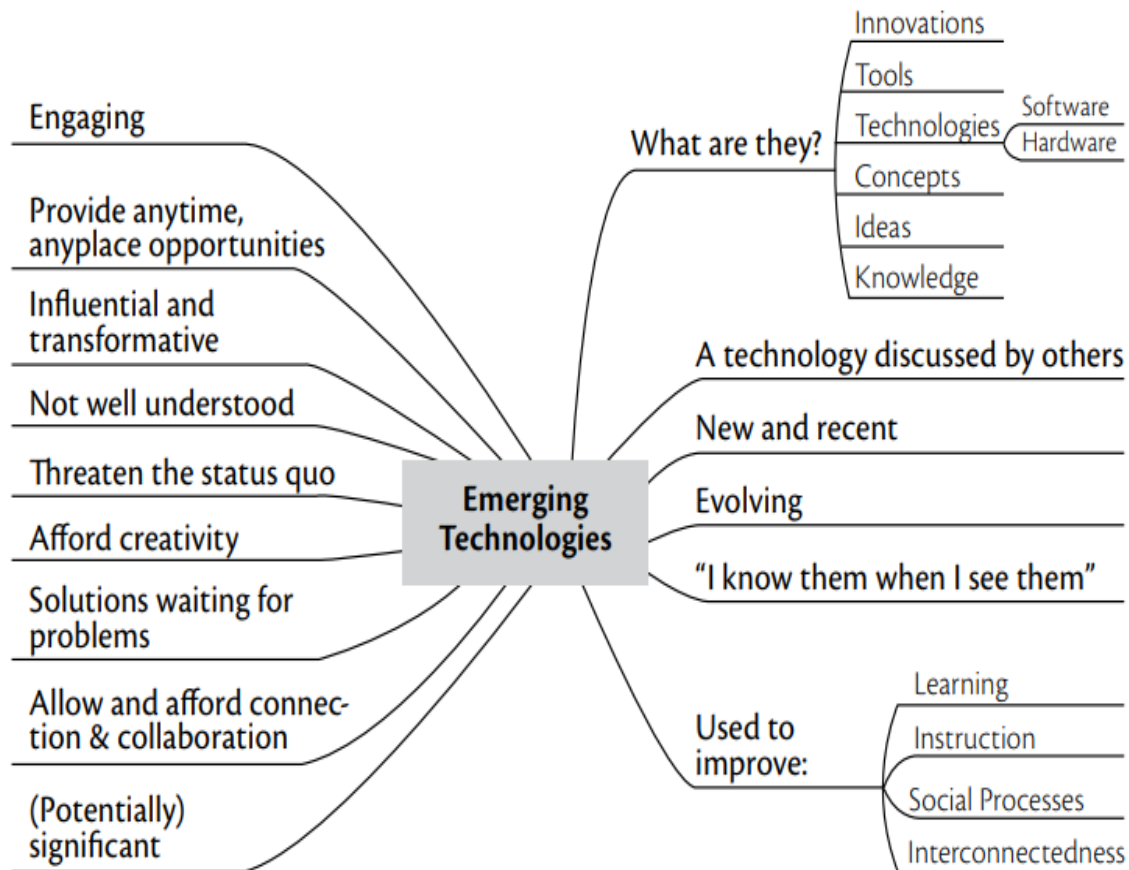 Engaging
Provide anytime,
anyplace opportunities
Influential and
transformative
Not well understood
Threaten the status quo
Afford creativity
Solutions waiting for
problems
Allow and afford connec-
tion & collaboration
(Potentially)
significant
Emerging
Technologies
What are they?
Innovations
Tools
Technologies
Software
Hardware
Concepts
Ideas
Knowledge
A technology discussed by others
New and recent
Evolving
“I know them when I see them”
Used to
improve:
Learning
Instruction
Social Processes
Interconnectedness